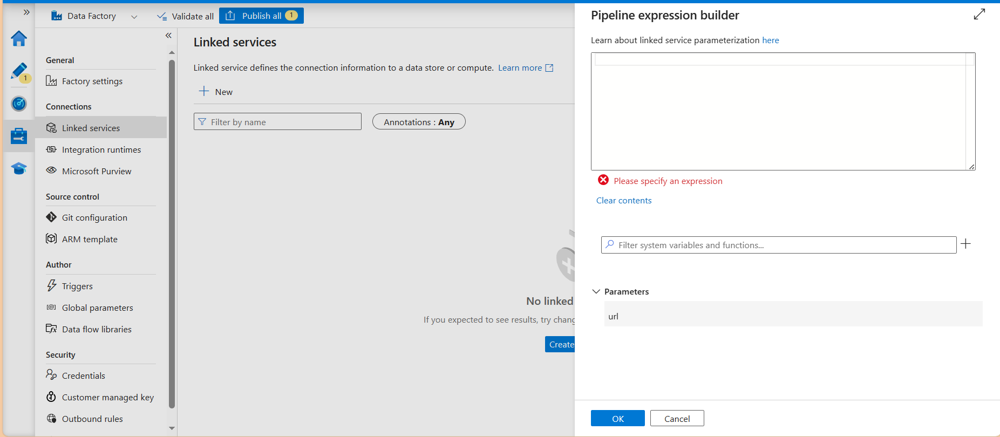 Data Factory
Validate all
Publish all 1
1
General
Factory settings
Connections
Linked services
Integration runtimes
Microsoft Purview
Source control
Git configuration
ARM template
Author
Triggers
Global parameters
Data flow libraries
Security
Credentials
Customer managed key
Outbound rules
Linked services
Linked service defines the connection information to a data store or compute. Learn more
New
Filter by name
Annotations : Any
No linked
If you expected to see results, try chang
Create
Pipeline expression builder
Learn about linked service parameterization here
Please specify an expression
Clear contents
Filter system variables and functions...
Parameters
url
OK
Cancel